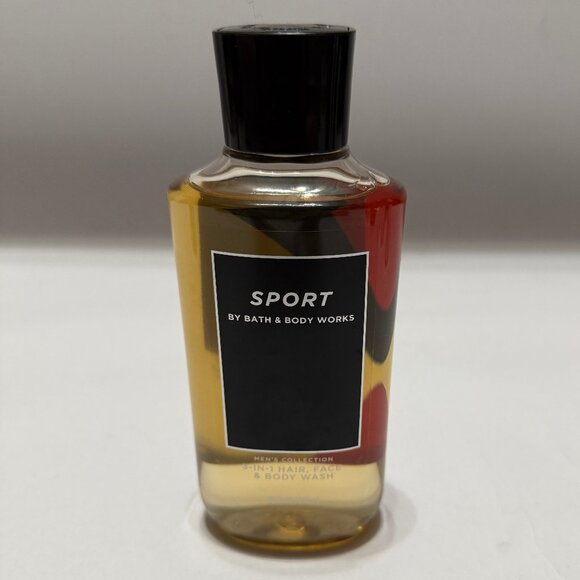 SPORT
BY BATH & BODY WORKS
MEN'S COLLECTION
3-IN-1 HAIR, FACE
& BODY WASH